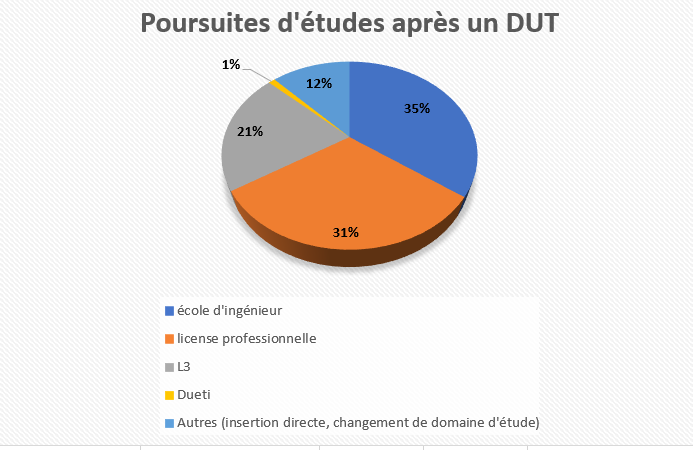 Poursuites d'études après un DUT
1%
12%
35%
21%
31%
école d'ingénieur
license professionnelle
L3
Dueti
Autres (insertion directe, changement de domaine d'étude)